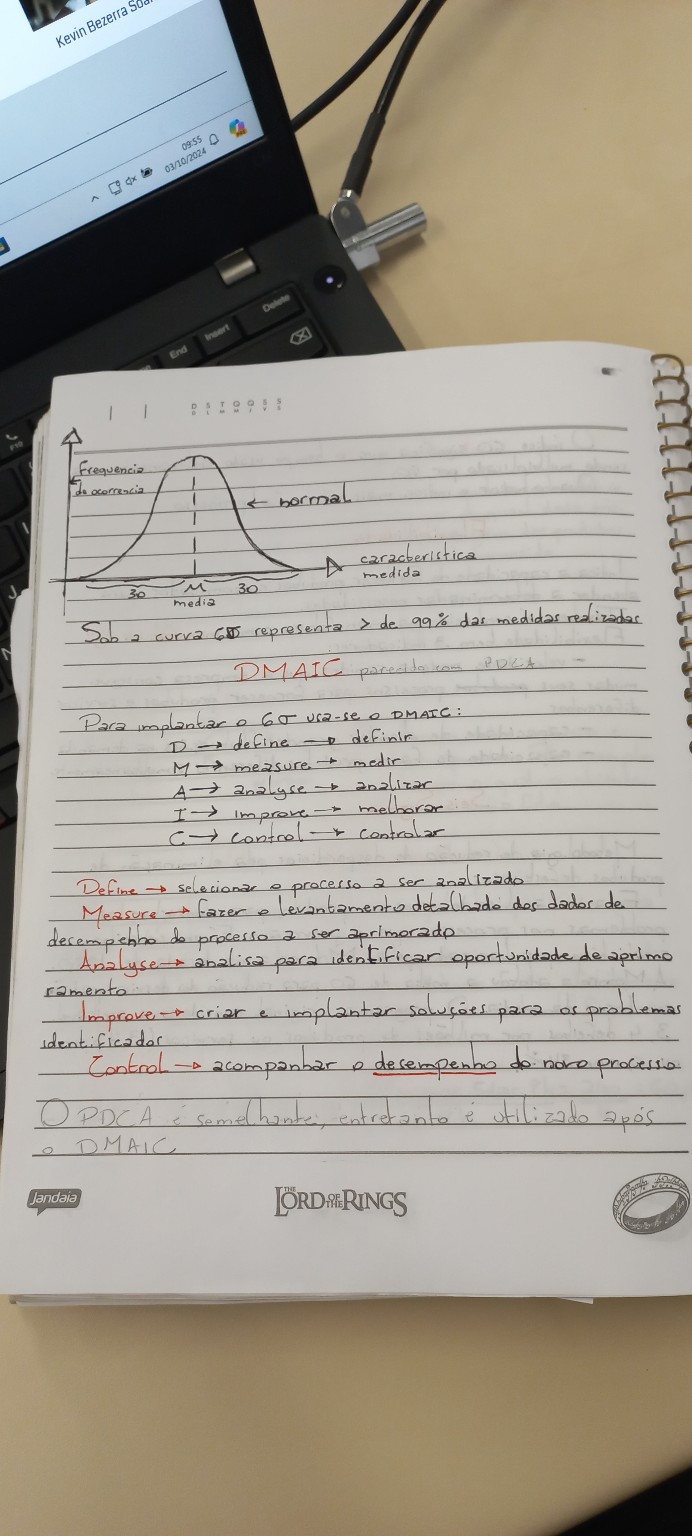 Kevin Bezerra Soa
09:55
03/10/2024
Delete
Insert
End
D S T Q Q S S
Frequencia
de ocorrencia
← normal
característica
medida
3σ M 3σ
media
Sob a curva 6σ representa > de 99% das medidas realizadas
DMAIC parecido com PDCA
Para implantar o 6σ usa-se o DMAIC:
D → define → definir
M → measure → medir
A → analyse → analizar
I → improve → melhorar
C → control → controlar
Define → selecionar o processo a ser analizado
Measure → Fazer o levantamento detalhado dos dados de
desempenho do processo a ser aprimorado
Analyse → analisa para identificar oportunidade de aprimo
ramento
Improve → criar e implantar soluções para os problemas
identificados
Control → acompanhar o desempenho do novo processo
O PDCA é semelhante, entretanto é utilizado após
o DMAIC
Jandaia
THE LORD OF THE RINGS